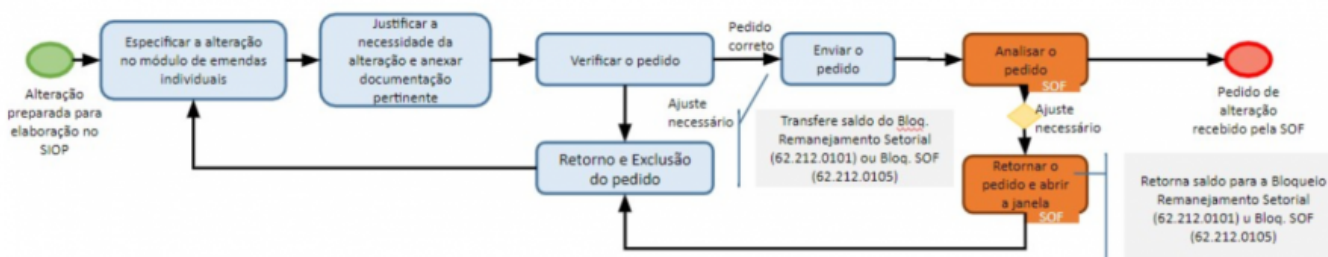 Alteração
preparada para
elaboração no
SIOP
Especificar a alteração
no módulo de emendas
individuais
Justificar a
necessidade da
alteração e anexar
documentação
pertinente
Verificar o pedido
Pedido
correto
Enviar o
pedido
Analisar o
pedido
SOF
Pedido de
alteração
recebido pela SOF
Ajuste
necessário
Retorno e Exclusão
do pedido
Transfere saldo do Bloq.
Remanejamento Setorial
(62.212.0101) ou Bloq. SOF
(62.212.0105)
Ajuste
necessário
Retornar o
pedido e abrir
a janela
SOF
Retorna saldo para a Bloqueio
Remanejamento Setorial
(62.212.0101) u Bloq. SOF
(62.212.0105)